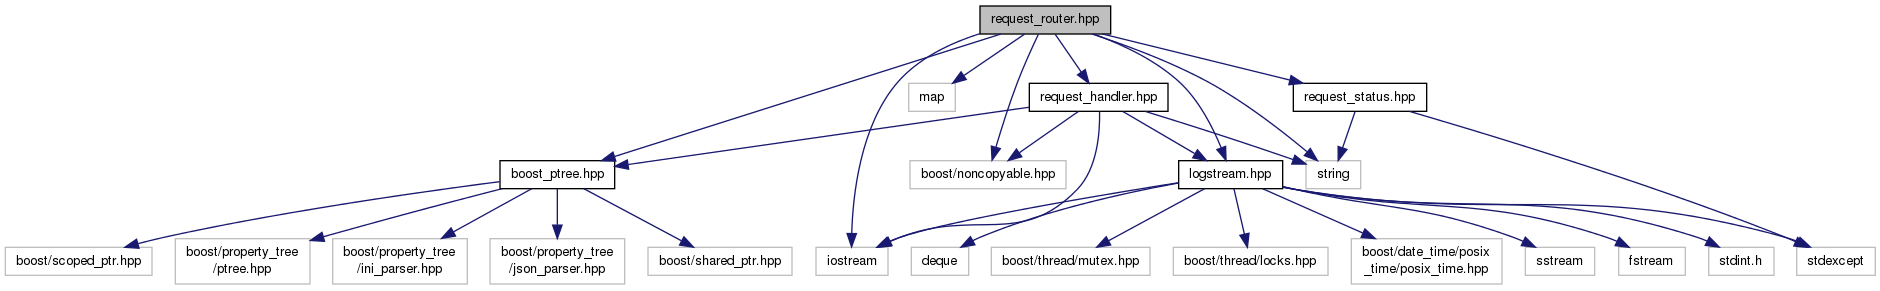 request_router.hpp
map
request_handler.hpp
request_status.hpp
boost_ptree.hpp
boost/noncopyable.hpp
logstream.hpp
string
boost/scoped_ptr.hpp
boost/property_tree
/ptree.hpp
boost/property_tree
/ini_parser.hpp
boost/property_tree
/json_parser.hpp
boost/shared_ptr.hpp
iostream
deque
boost/thread/mutex.hpp
boost/thread/locks.hpp
boost/date_time/posix
_time/posix_time.hpp
sstream
fstream
stdint.h
stdexcept